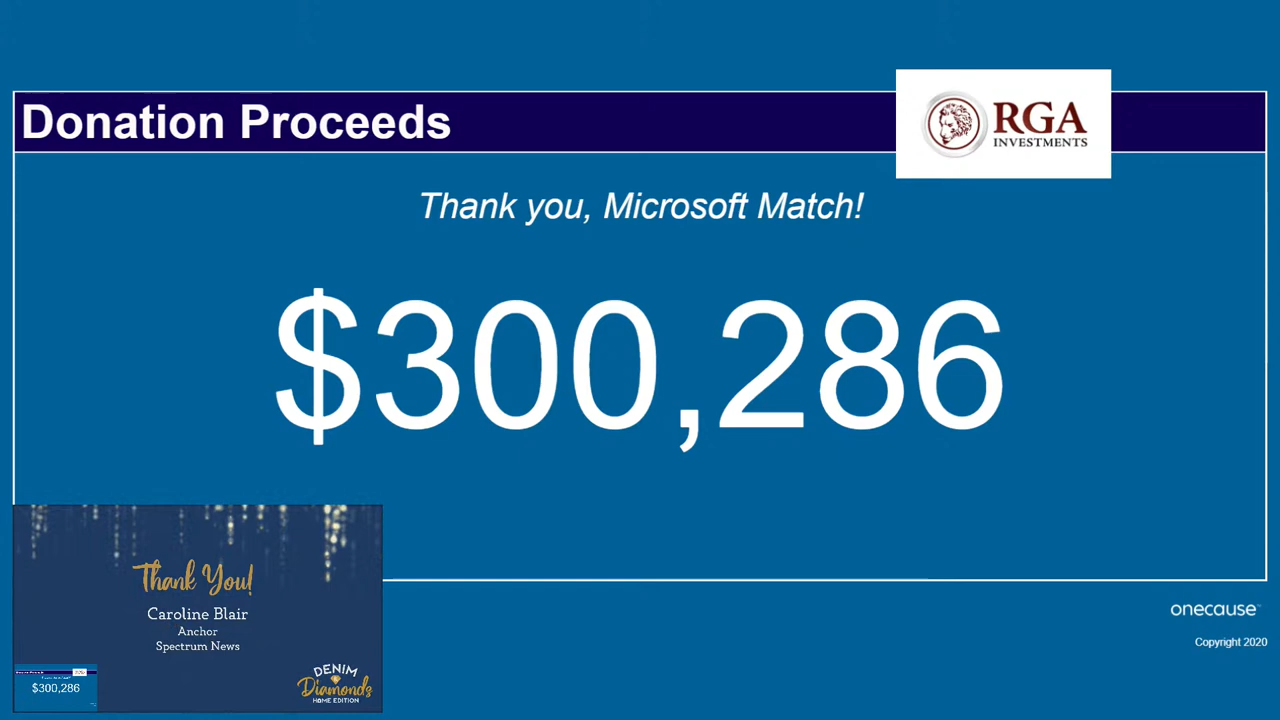 Donation Proceeds
RGA
INVESTMENTS
Thank you, Microsoft Match!
$300,286
Thank You!
Caroline Blair
Anchor
Spectrum News
DENIM
Diamonds
HOME EDITION
$300,286
onecause
Copyright 2020